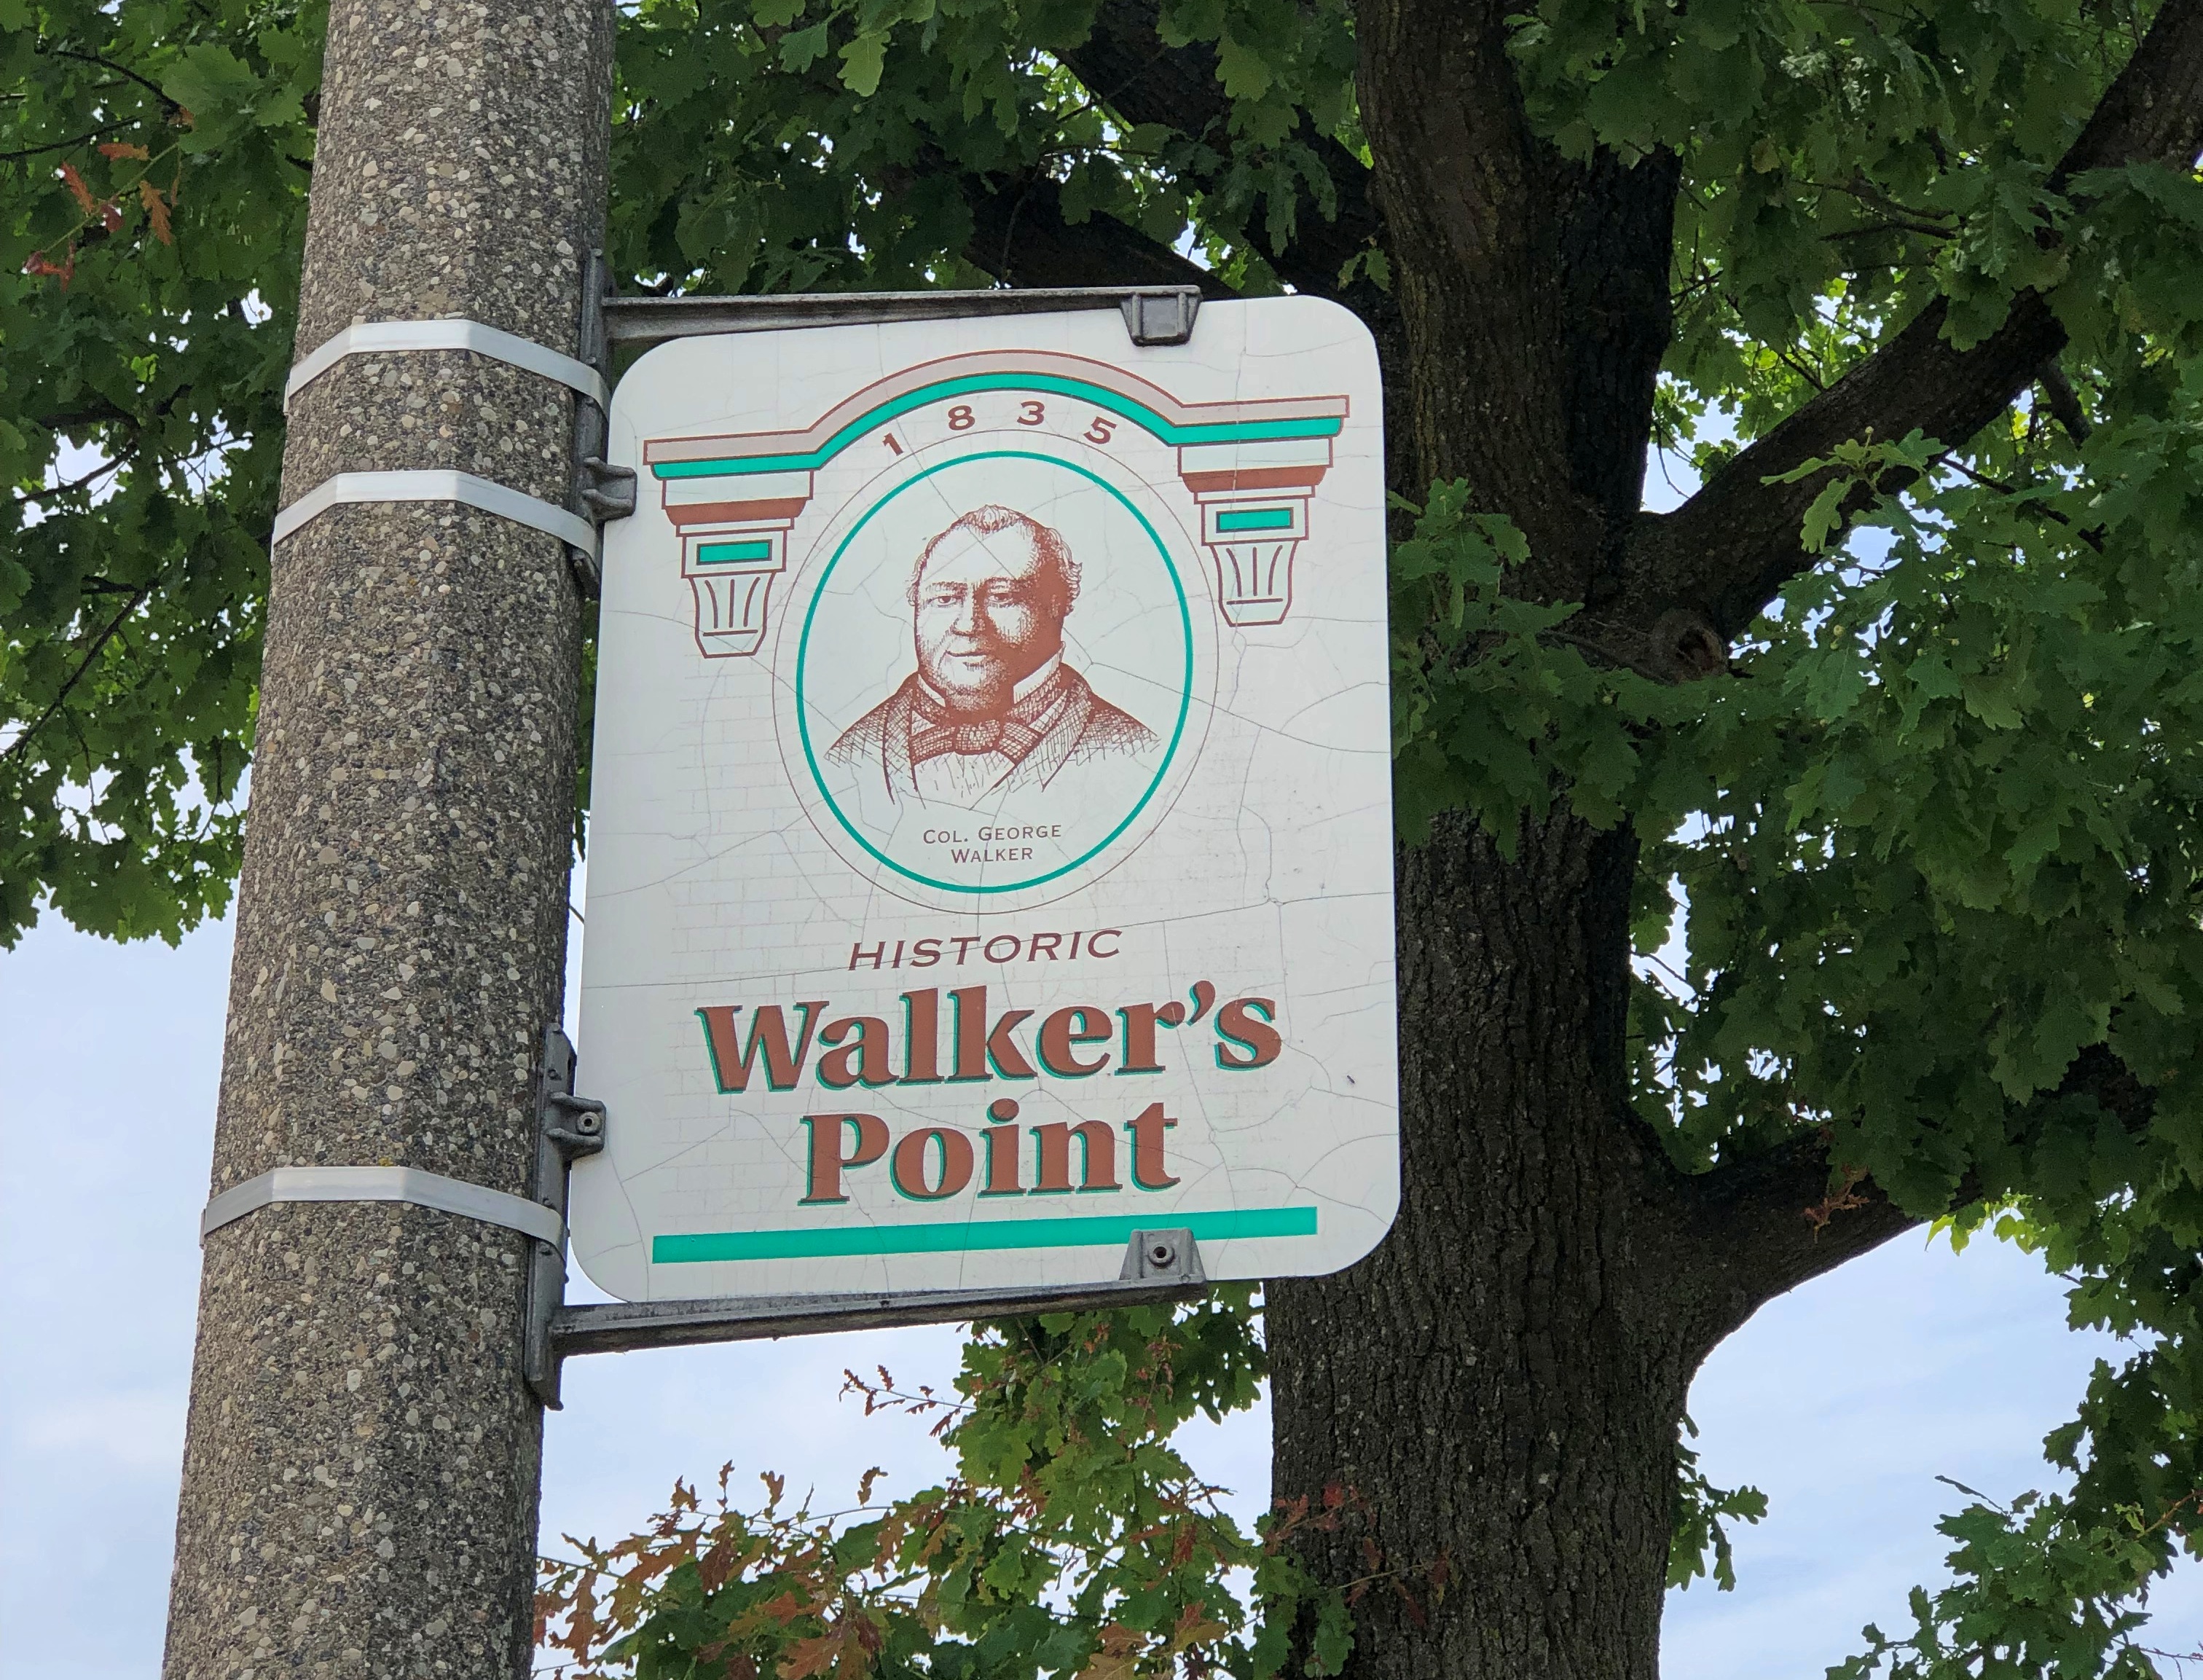 1835
COL. GEORGE
WALKER
HISTORIC
Walker's
Point